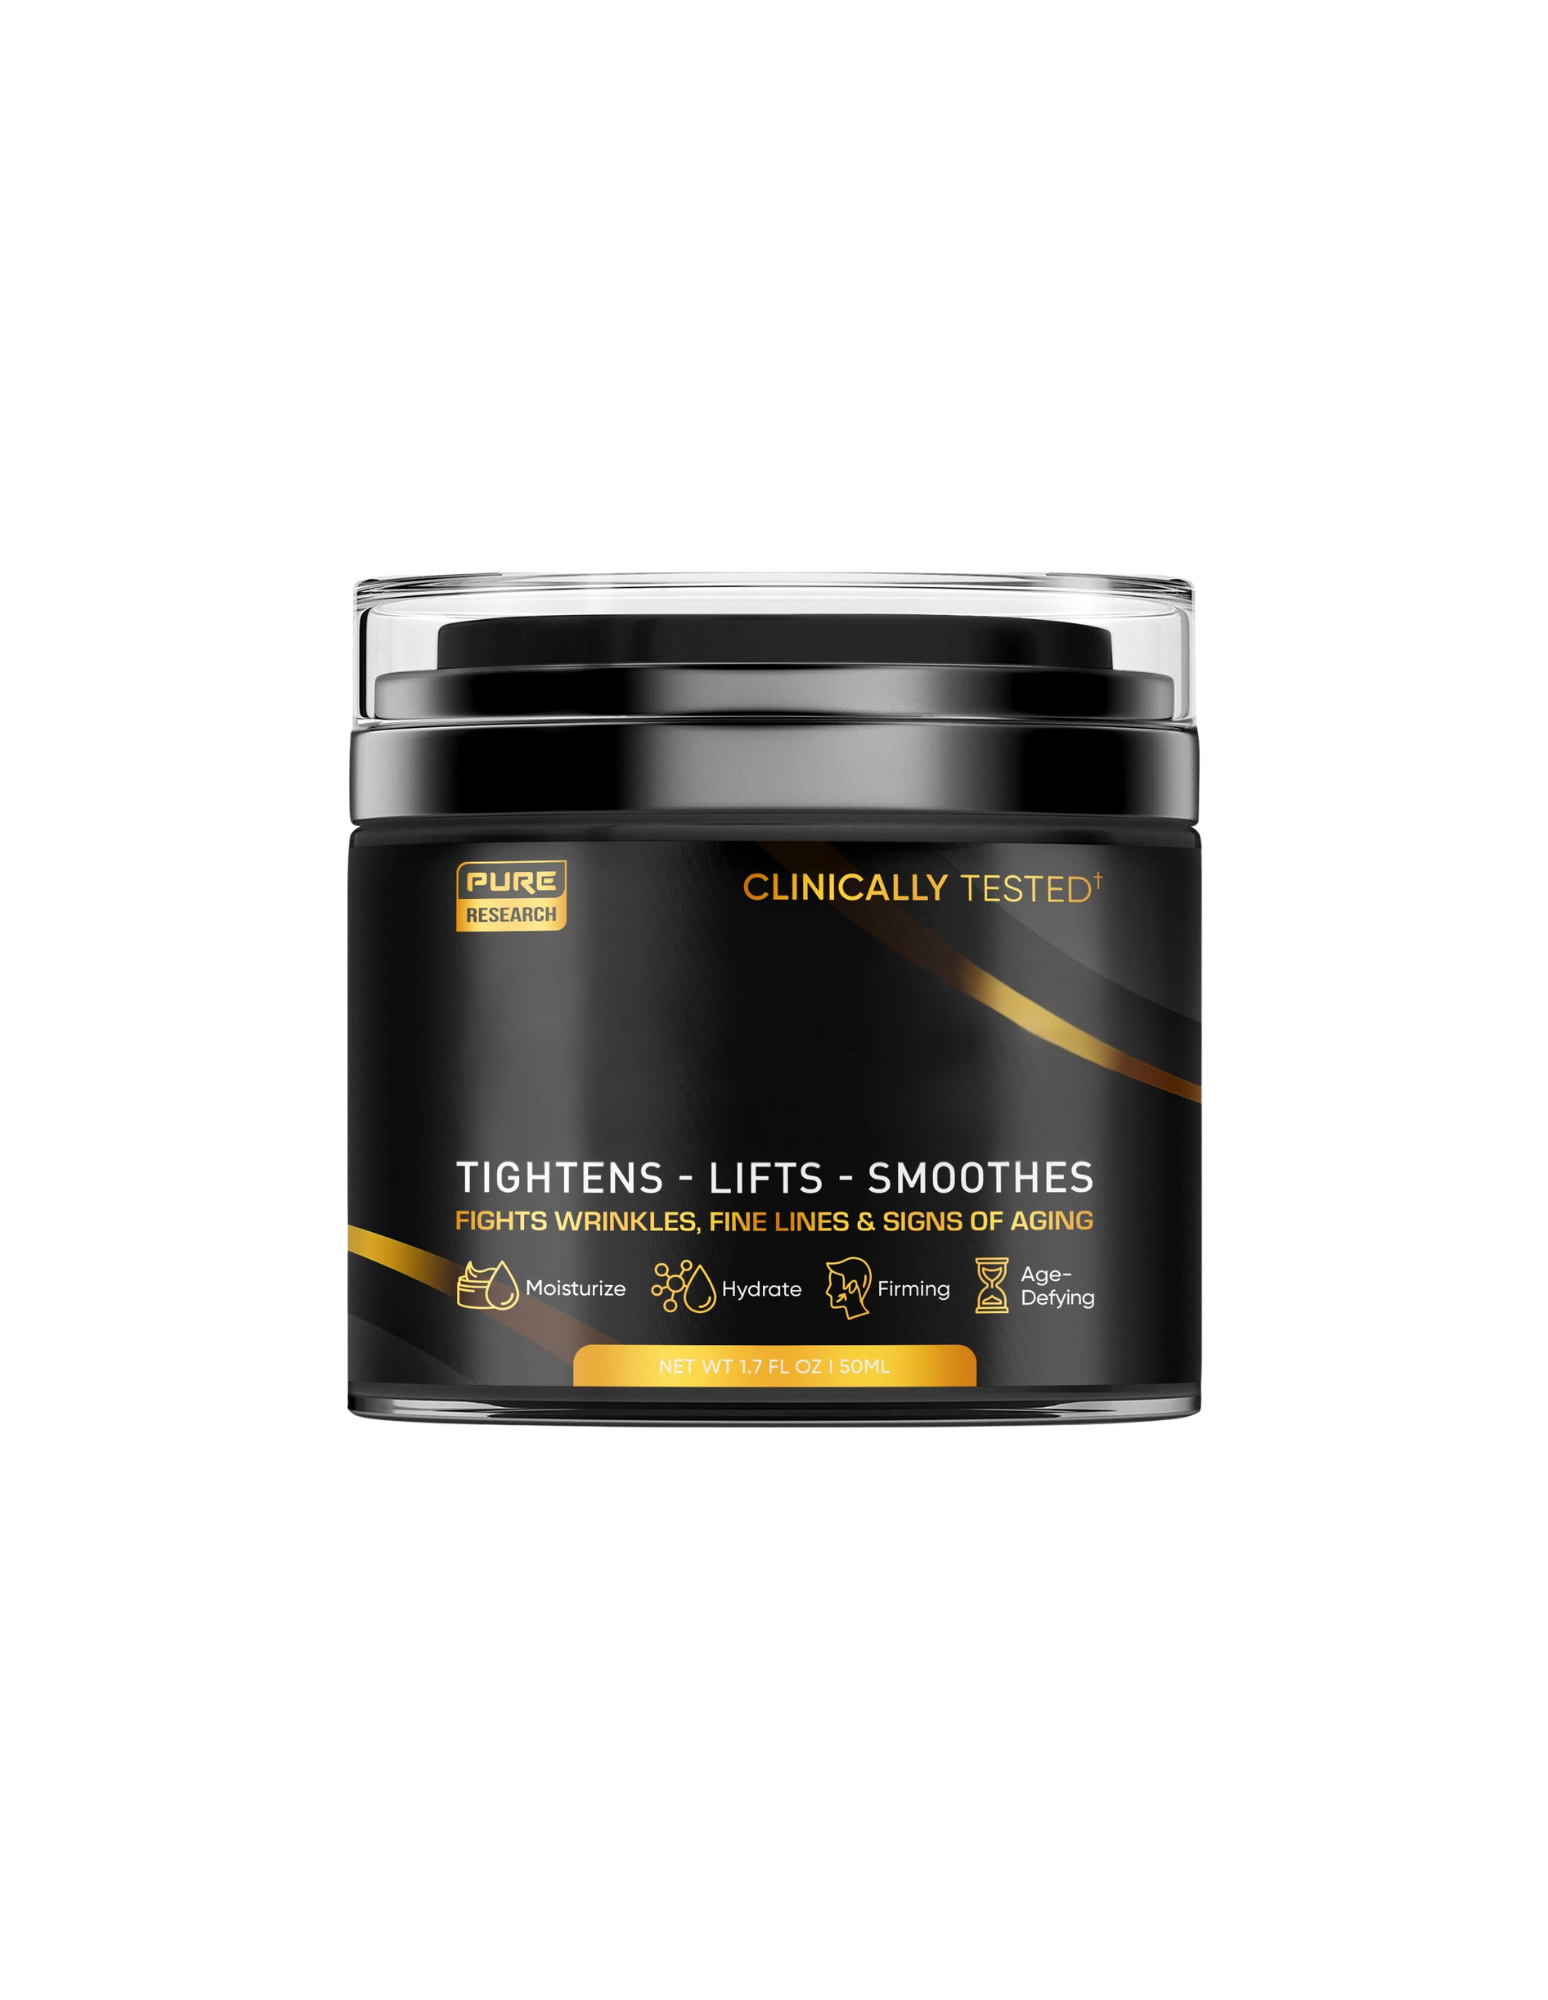 PURE
RESEARCH
CLINICALLY TESTED†
TIGHTENS - LIFTS - SMOOTHES
FIGHTS WRINKLES, FINE LINES & SIGNS OF AGING
Moisturize
Hydrate
Firming
Age-
Defying
NET WT 1.7 FL OZ | 50ML